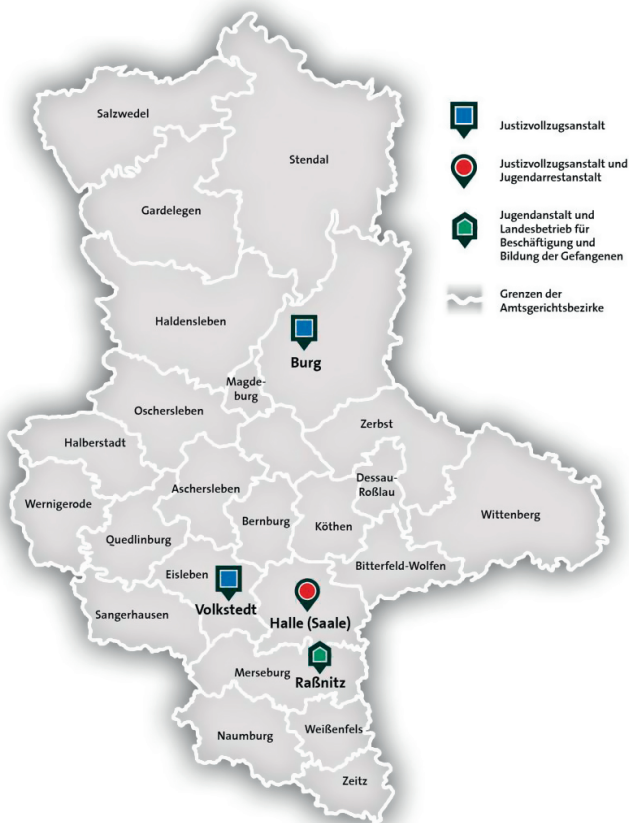 Salzwedel
Stendal
Gardelegen
Haldensleben
Burg
Magde-
burg
Oschersleben
Halberstadt
Zerbst
Wernigerode
Aschersleben
Dessau-
Roßlau
Bernburg
Köthen
Wittenberg
Quedlinburg
Bitterfeld-Wolfen
Eisleben
Volkstedt
Sangerhausen
Halle (Saale)
Merseburg
Raßnitz
Naumburg
Weißenfels
Zeitz
Justizvollzugsanstalt
Justizvollzugsanstalt und
Jugendarrestanstalt
Jugendanstalt und
Landesbetrieb für
Beschäftigung und
Bildung der Gefangenen
Grenzen der
Amtsgerichtsbezirke